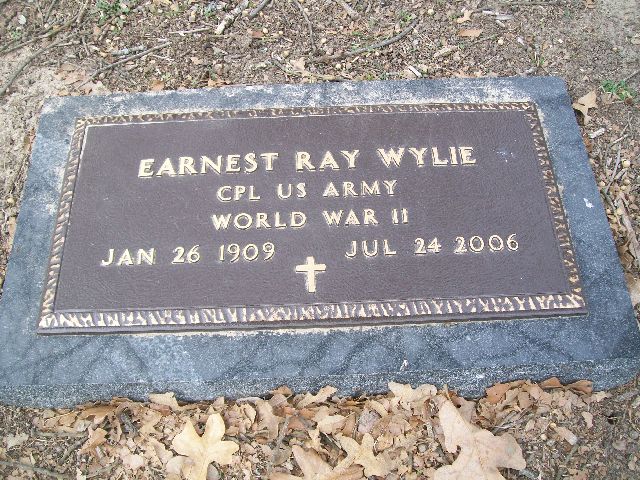 EARNEST RAY WYLIE
CPL US ARMY
WORLD WAR II
JAN 26 1909 JUL 24 2006